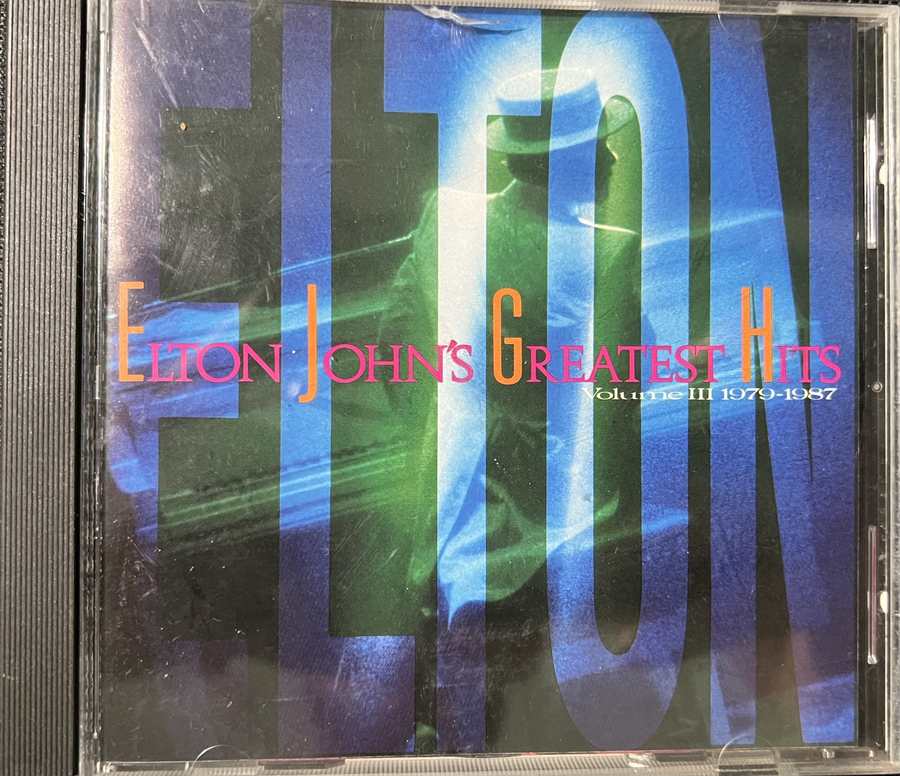 ELTON
ELTON JOHN'S GREATEST HITS
Volume III 1979-1987